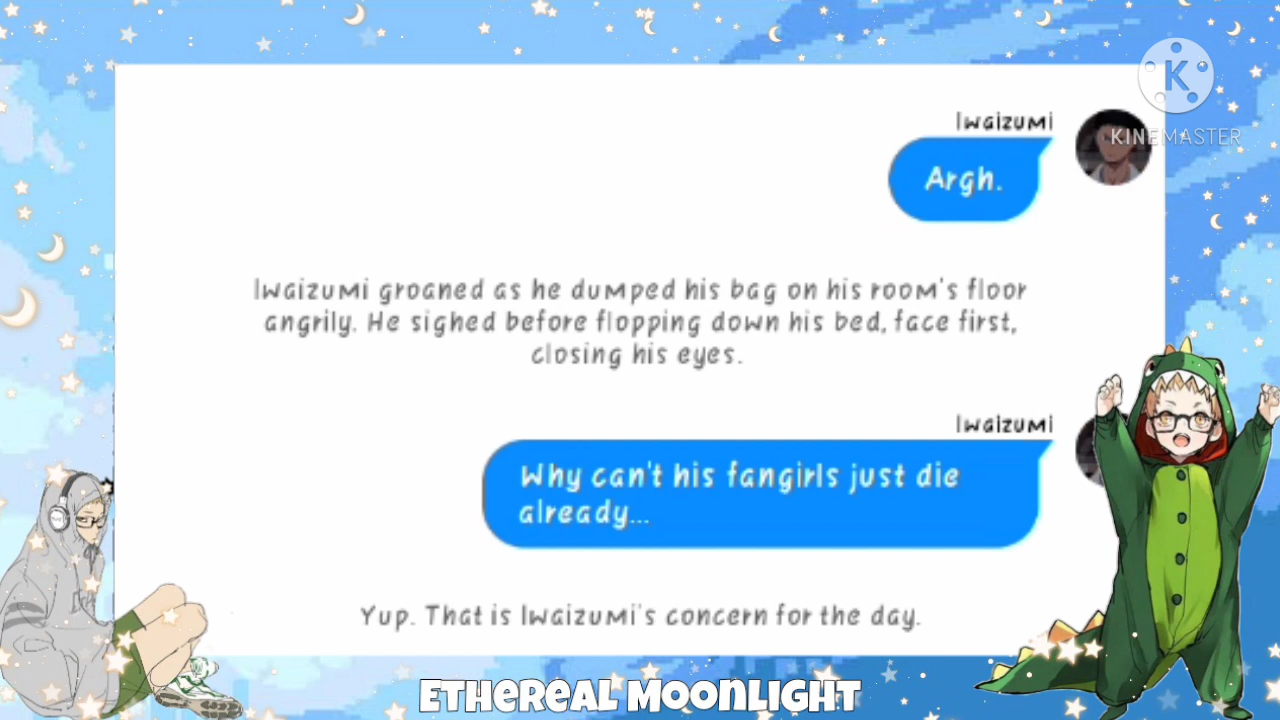 Iwaizumi
K
KINEMASTER
Argh.
Iwaizumi groaned as he dumped his bag on his room's floor
angrily. He sighed before flopping down his bed, face first,
closing his eyes.
Iwaizumi
Why can't his fangirls just die
already...
Yup. That is Iwaizumi's concern for the day.
Ethereal Moonlight